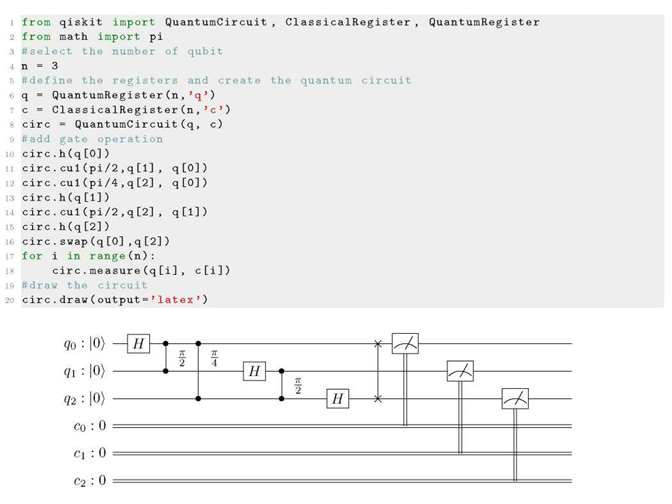 1 from qiskit import QuantumCircuit, ClassicalRegister, QuantumRegister
2 from math import pi
3 #select the number of qubit
4 n = 3
5 #define the registers and create the quantum circuit
6 q = QuantumRegister(n,'q')
7 c = ClassicalRegister(n,'c')
8 circ = QuantumCircuit(q, c)
9 #add gate operation
10 circ.h(q[0])
11 circ.cu1(pi/2,q[1], q[0])
12 circ.cu1(pi/4,q[2], q[0])
13 circ.h(q[1])
14 circ.cu1(pi/2,q[2], q[1])
15 circ.h(q[2])
16 circ.swap(q[0],q[2])
17 for i in range(n):
18     circ.measure(q[i], c[i])
19 #draw the circuit
20 circ.draw(output='latex')
q₀ : |0⟩ H π/2 π/4
q₁ : |0⟩ H π/2
q₂ : |0⟩ H
c₀ : 0
c₁ : 0
c₂ : 0